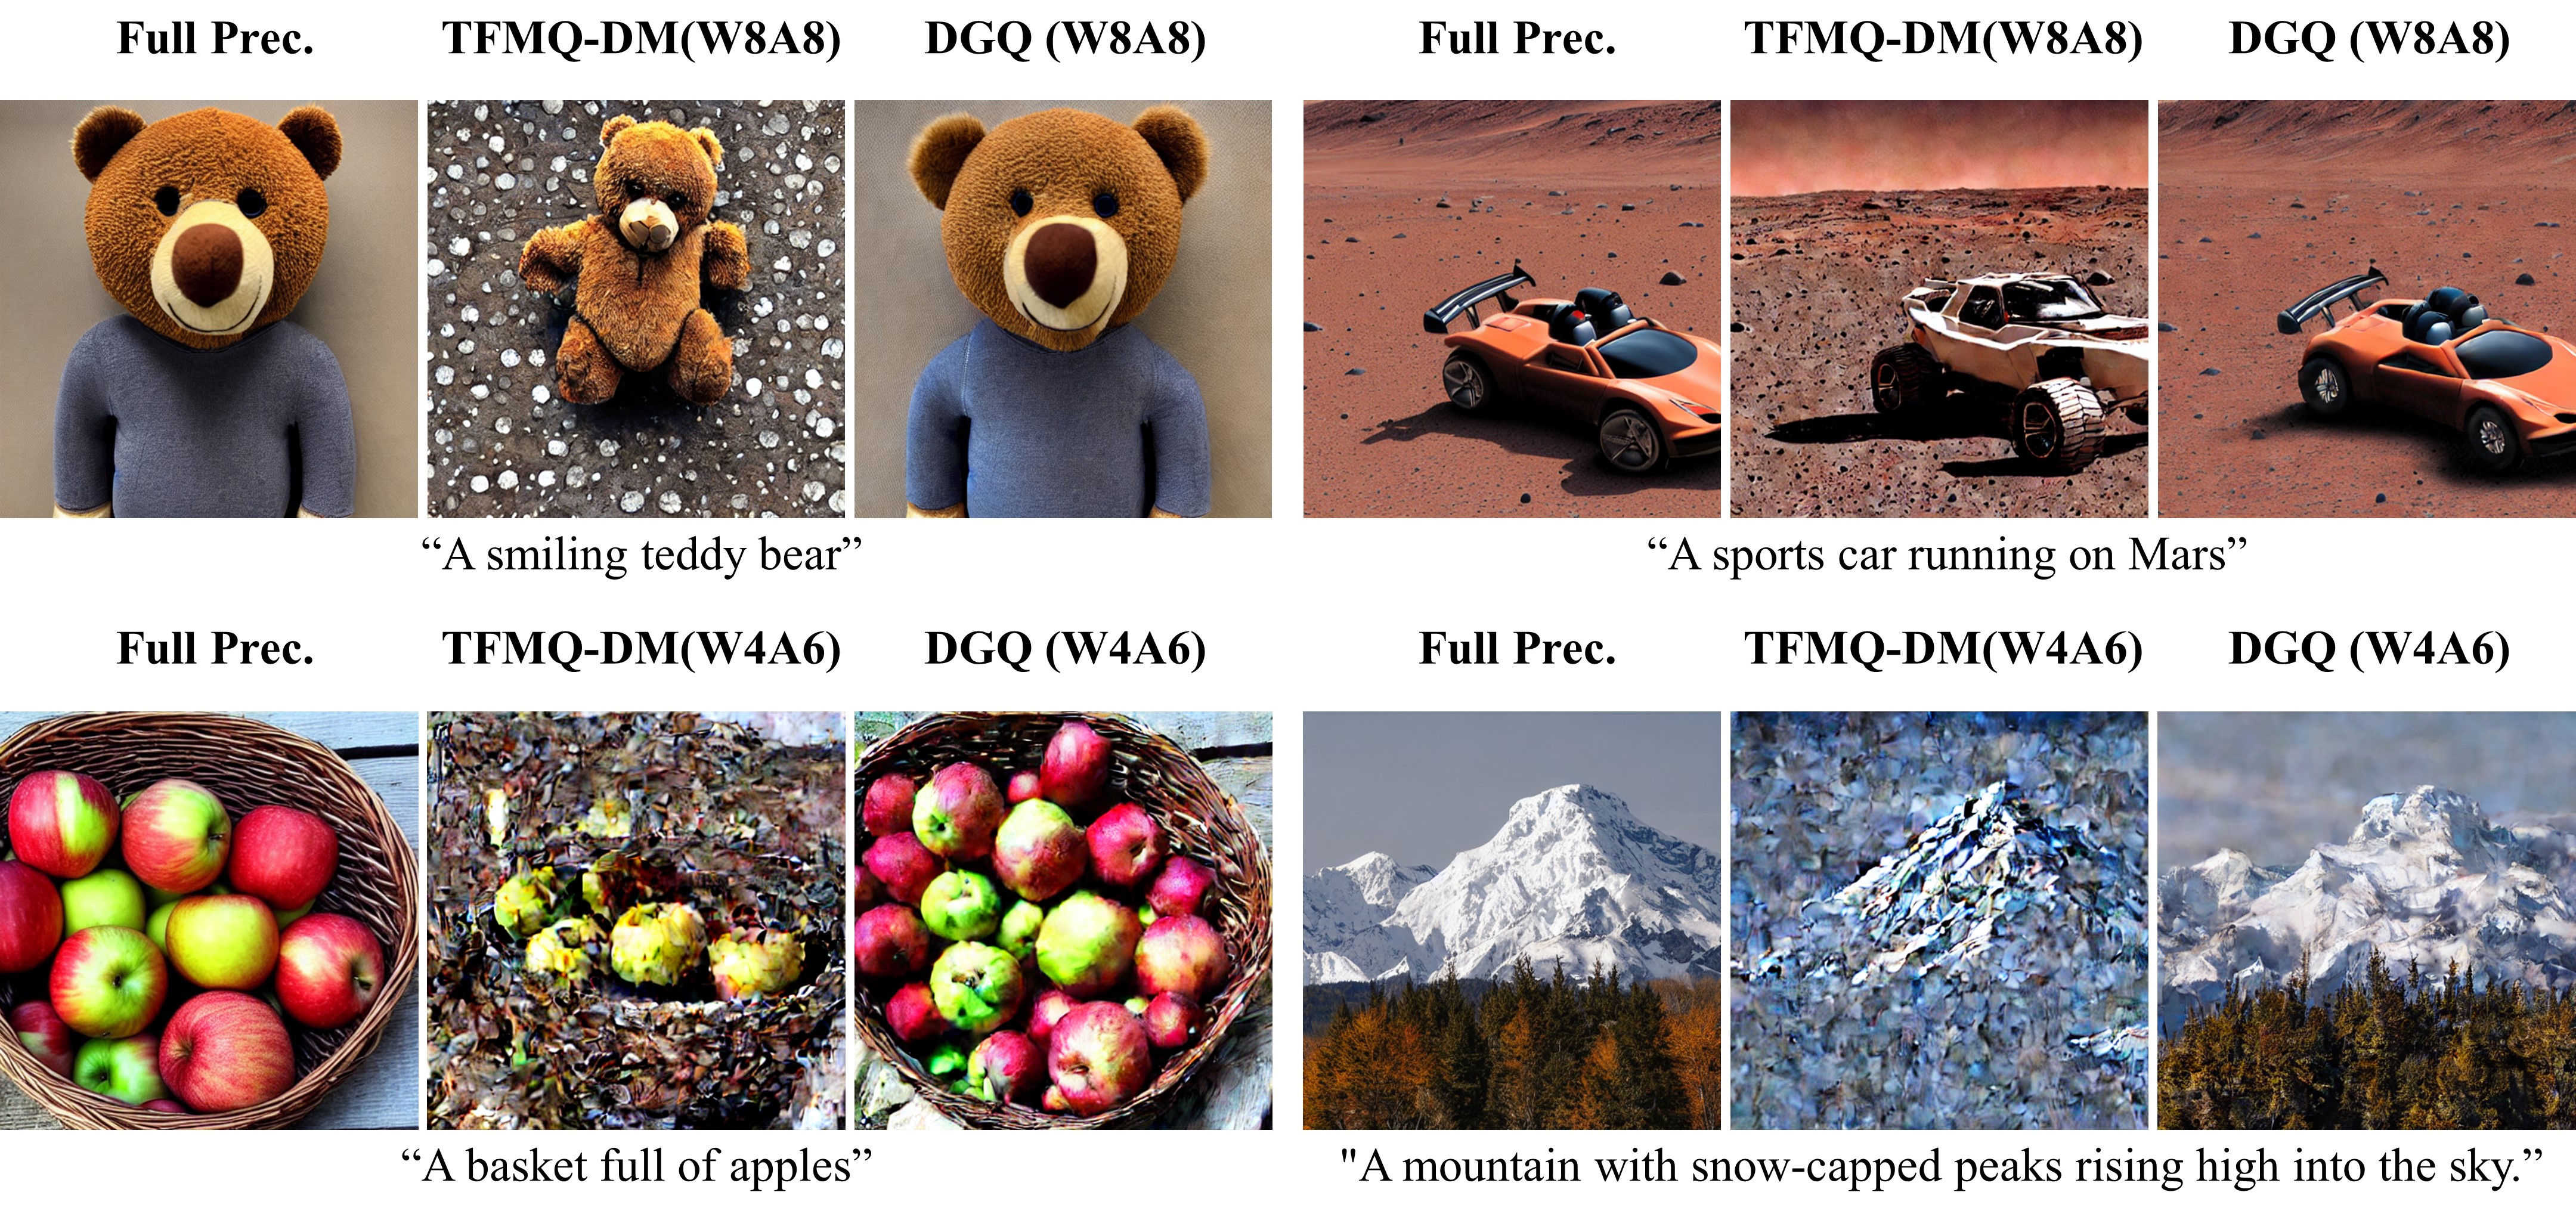 Full Prec. TFMQ-DM(W8A8) DGQ (W8A8) Full Prec. TFMQ-DM(W8A8) DGQ (W8A8)
“A smiling teddy bear” “A sports car running on Mars”
Full Prec. TFMQ-DM(W4A6) DGQ (W4A6) Full Prec. TFMQ-DM(W4A6) DGQ (W4A6)
“A basket full of apples” "A mountain with snow-capped peaks rising high into the sky.”